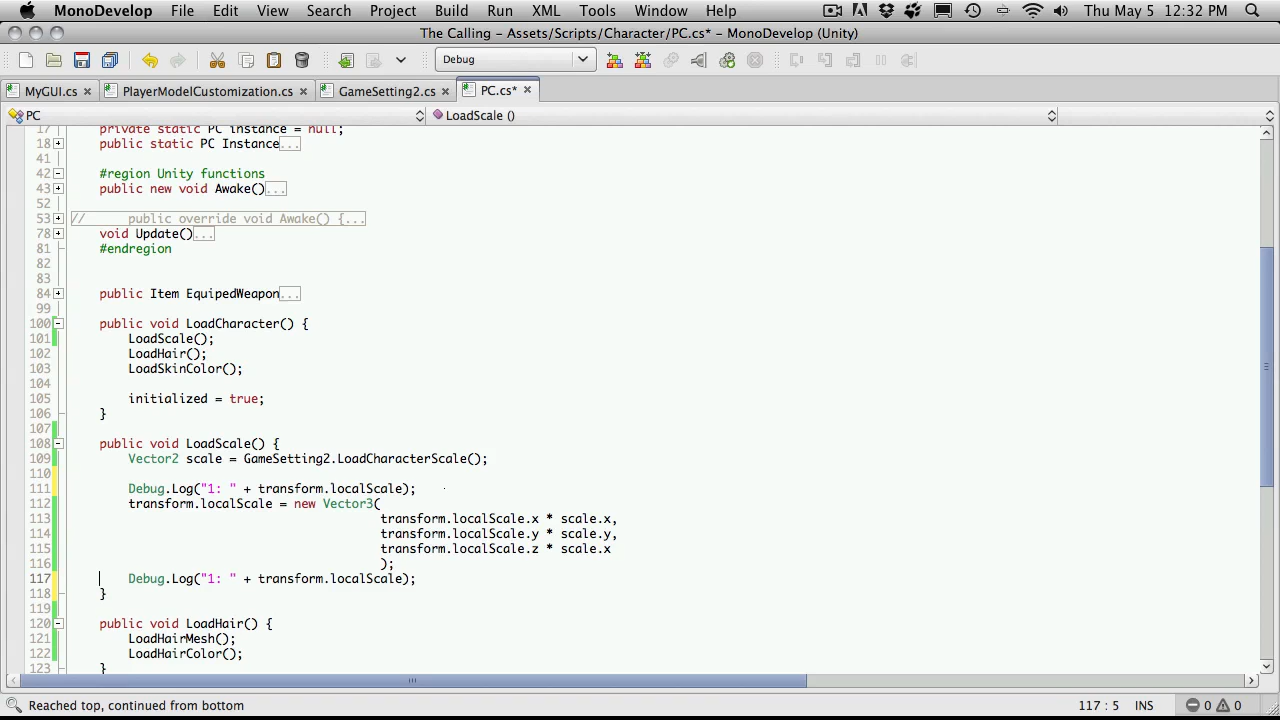 MonoDevelop File Edit View Search Project Build Run XML Tools Window Help Thu May 5 12:32 PM
The Calling – Assets/Scripts/Character/PC.cs* – MonoDevelop (Unity)
Debug
MyGUI.cs PlayerModelCustomization.cs GameSetting2.cs PC.cs*
PC LoadScale ()
17 private static PC instance = null;
18 public static PC Instance...
41
42 #region Unity functions
43 public new void Awake()...
52
53 // public override void Awake() {...
78 void Update()...
81 #endregion
82
83
84 public Item EquipedWeapon...
99
100 public void LoadCharacter() {
101 LoadScale();
102 LoadHair();
103 LoadSkinColor();
104
105 initialized = true;
106 }
107
108 public void LoadScale() {
109 Vector2 scale = GameSetting2.LoadCharacterScale();
110
111 Debug.Log("1: " + transform.localScale);
112 transform.localScale = new Vector3(
113 transform.localScale.x * scale.x,
114 transform.localScale.y * scale.y,
115 transform.localScale.z * scale.x
116 );
117 Debug.Log("1: " + transform.localScale);
118 }
119
120 public void LoadHair() {
121 LoadHairMesh();
122 LoadHairColor();
123 }
Reached top, continued from bottom 117 : 5 INS 0 0